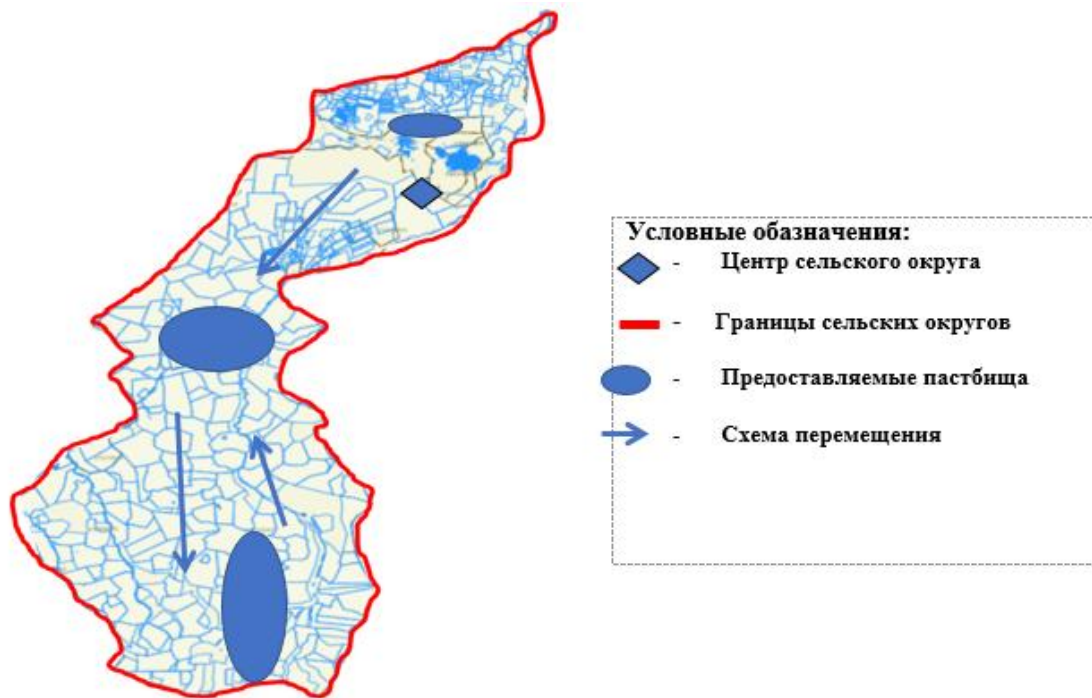 Условные обазначения:
- Центр сельского округа
- Границы сельских округов
- Предоставляемые пастбища
- Схема перемещения